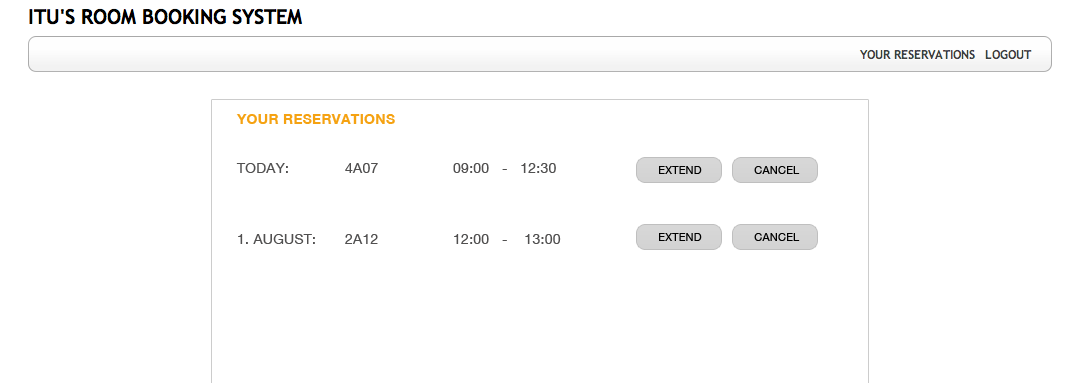 ITU'S ROOM BOOKING SYSTEM
YOUR RESERVATIONS LOGOUT
YOUR RESERVATIONS
TODAY: 4A07 09:00 - 12:30 EXTEND CANCEL
1. AUGUST: 2A12 12:00 - 13:00 EXTEND CANCEL